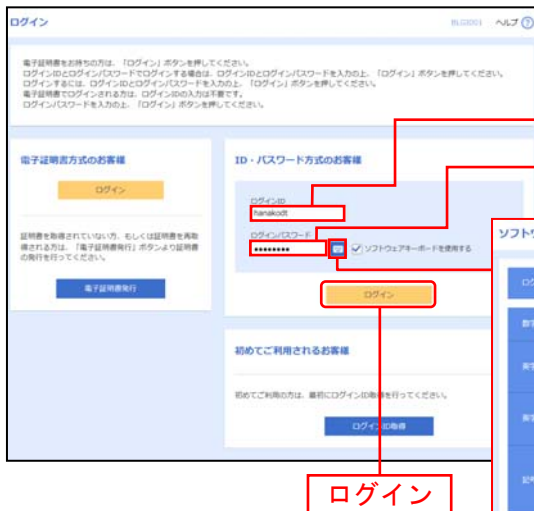 ログイン
BLGI001 ヘルプ ?
電子証明書をお持ちの方は、「ログイン」ボタンを押してください。
ログインIDとログインパスワードでログインする場合は、ログインIDとログインパスワードを入力の上、「ログイン」ボタンを押してください。
ログインするには、ログインIDとログインパスワードを入力の上、「ログイン」ボタンを押してください。
電子証明書でログインされる方は、ログインIDの入力は不要です。
ログインパスワードを入力の上、「ログイン」ボタンを押してください。
電子証明書方式のお客様
ログイン
証明書を取得されていない方、もしくは証明書を再取
得される方は、「電子証明書発行」ボタンより証明書
の発行を行ってください。
電子証明書発行
ID・パスワード方式のお客様
ログインID
hanakodt
ログインパスワード
●●●●●●●●
ソフトウェアキーボードを使用する
ログイン
初めてご利用されるお客様
初めてご利用の方は、最初にログインID取得を行ってください。
ログインID取得
ソフトウ
ログ
数字
英字
英字
記号
ログイン